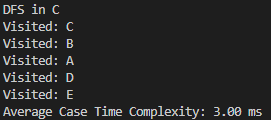 DFS in C
Visited: C
Visited: B
Visited: A
Visited: D
Visited: E
Average Case Time Complexity: 3.00 ms